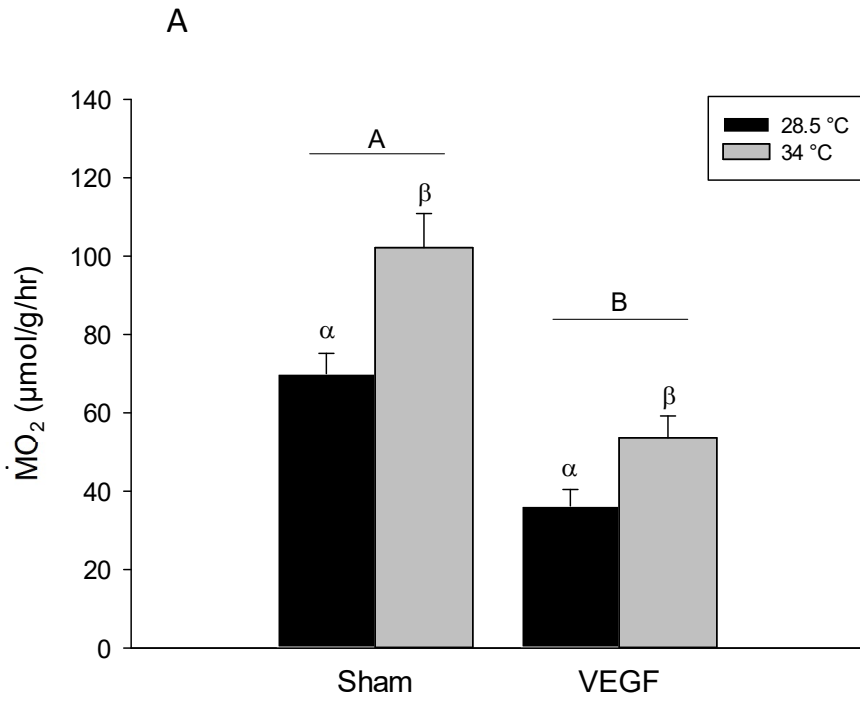 A
140
120
100
80
60
40
20
0
ṀO₂ (μmol/g/hr)
28.5 °C
34 °C
A
β
α
B
β
α
Sham
VEGF